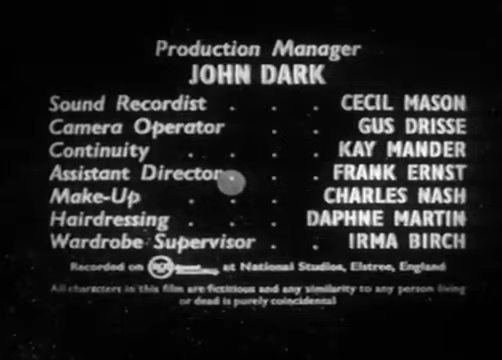 Production Manager
JOHN DARK
Sound Recordist . . . CECIL MASON
Camera Operator . . GUS DRISSE
Continuity . . . . KAY MANDER
Assistant Director . . . FRANK ERNST
Make-Up . . . CHARLES NASH
Hairdressing . . . DAPHNE MARTIN
Wardrobe Supervisor . . IRMA BIRCH
Recorded on RCA at National Studios, Elstree, England
All characters in this film are fictitious and any similarity to any person living
or dead is purely coincidental